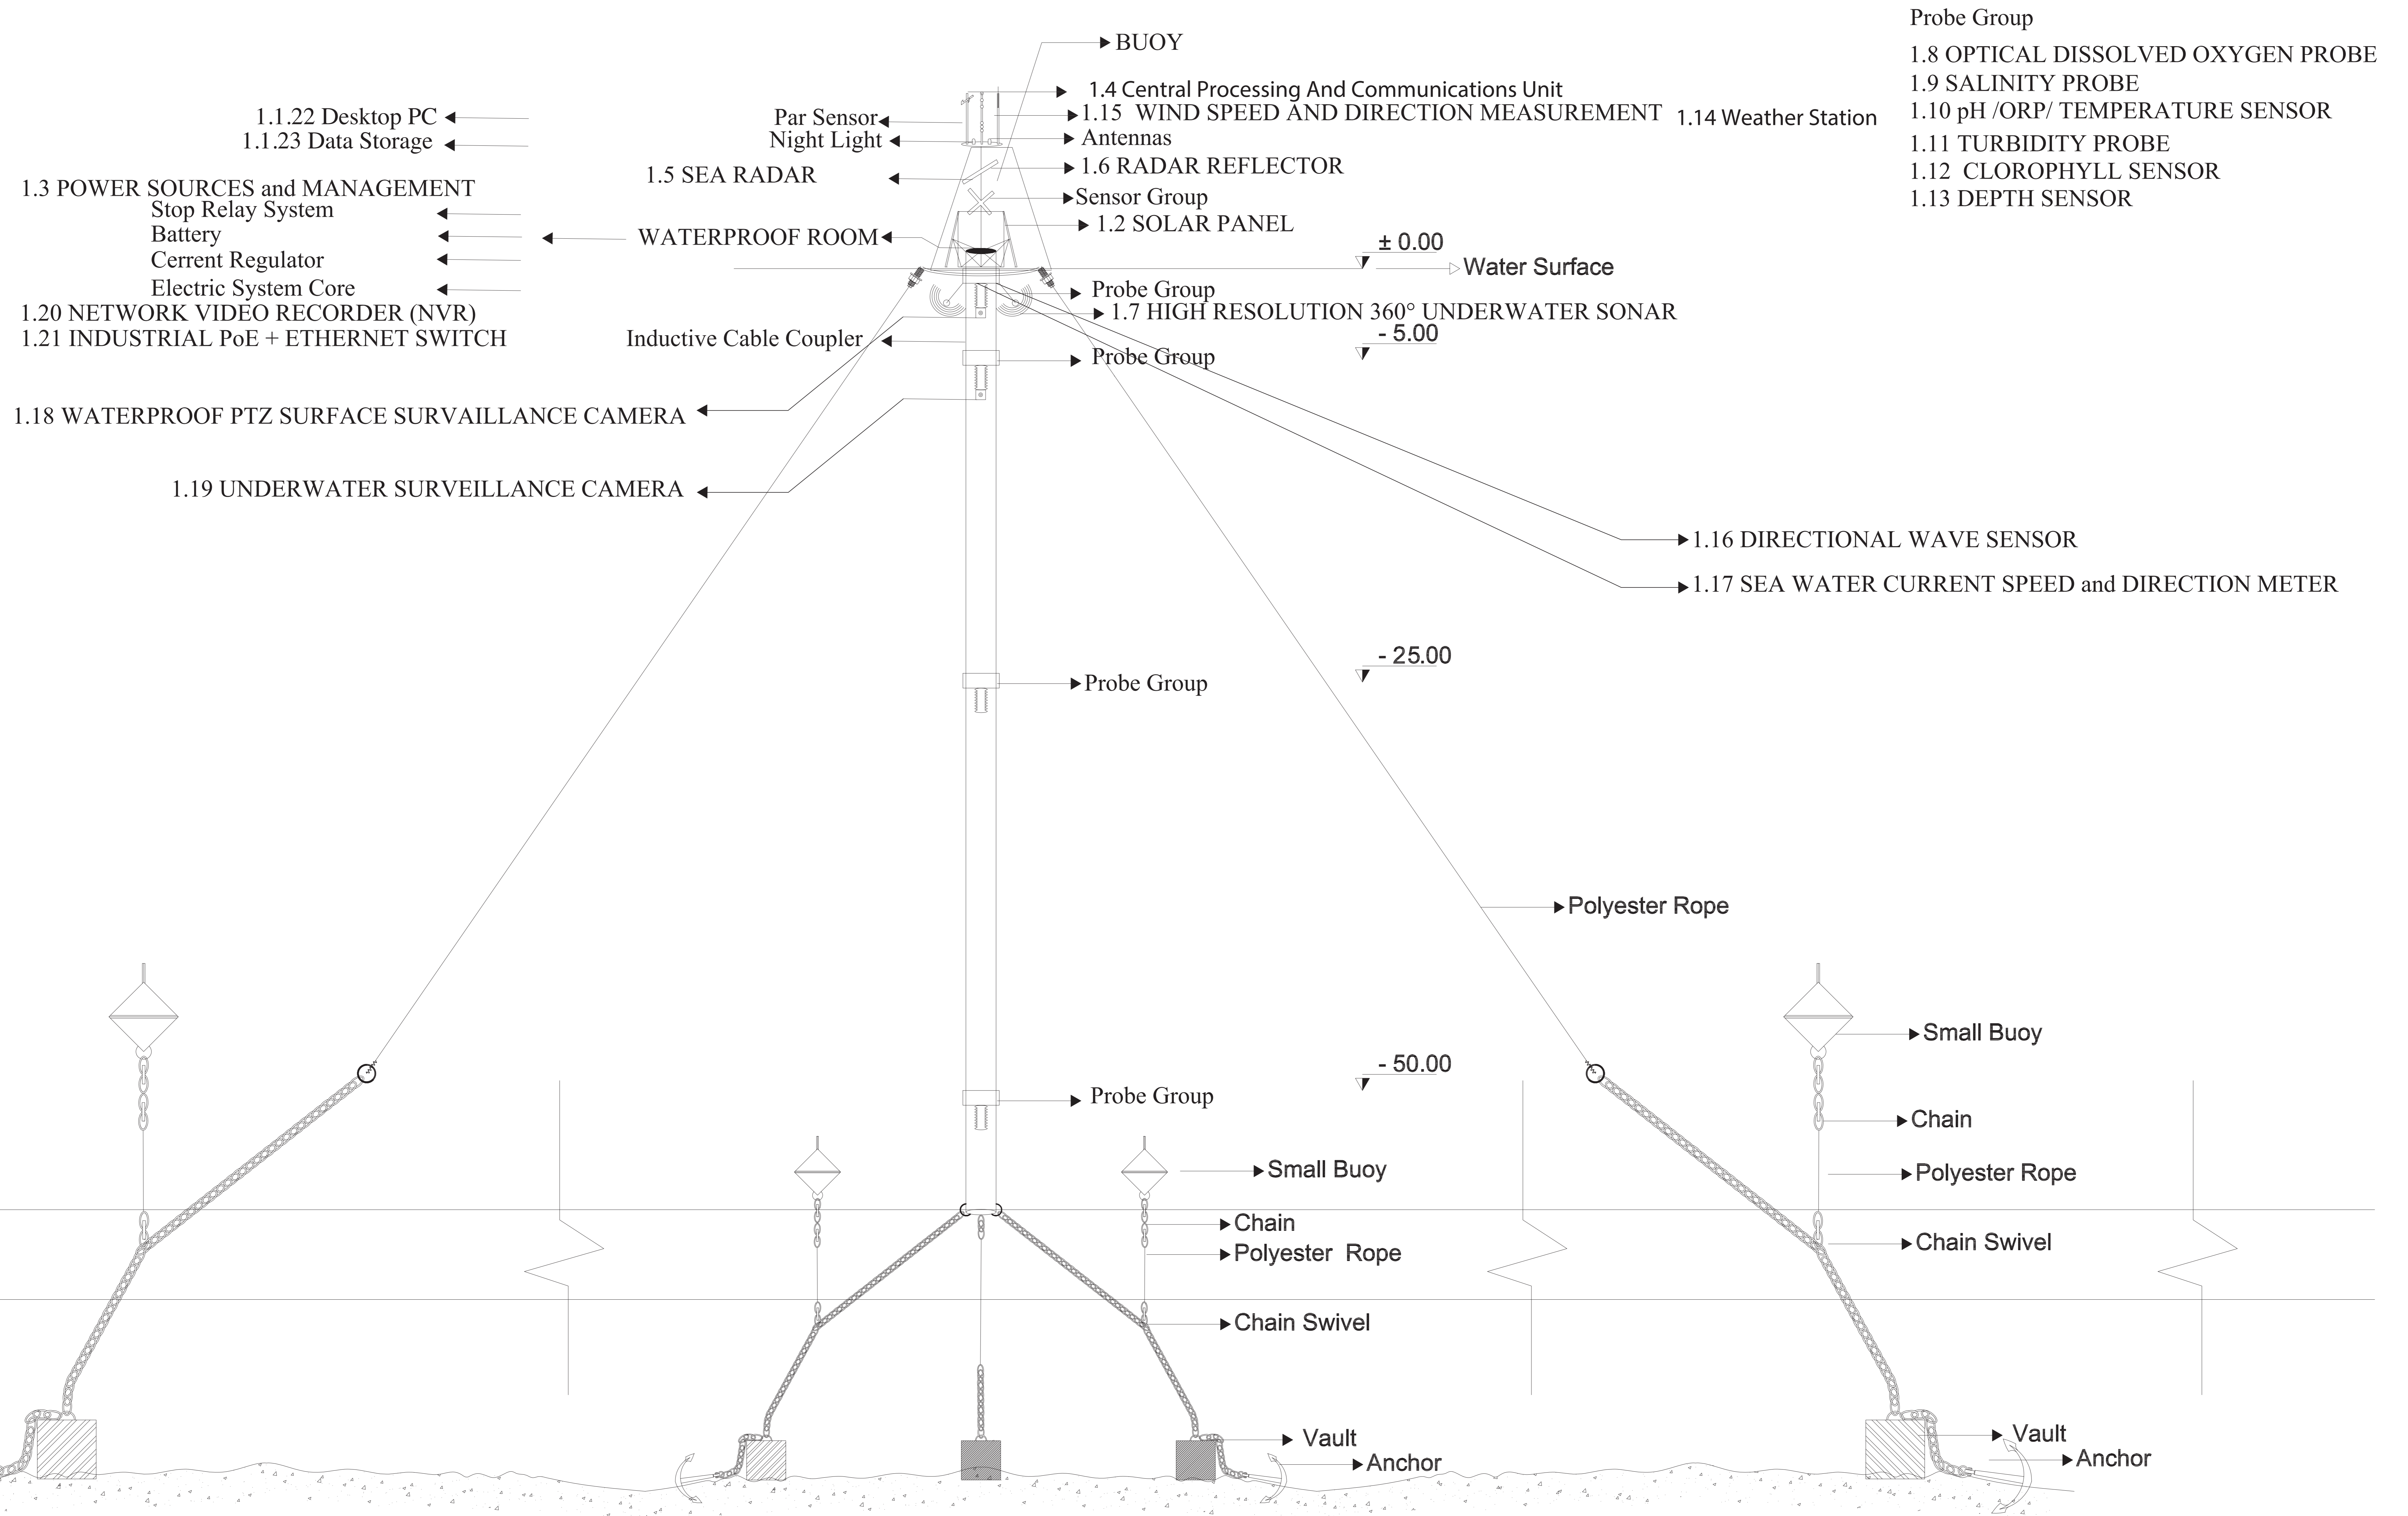 BUOY
1.4 Central Processing And Communications Unit
1.15 WIND SPEED AND DIRECTION MEASUREMENT
1.14 Weather Station
Antennas
1.6 RADAR REFLECTOR
Sensor Group
1.2 SOLAR PANEL
Par Sensor
Night Light
1.5 SEA RADAR
WATERPROOF ROOM
1.1.22 Desktop PC
1.1.23 Data Storage
1.3 POWER SOURCES and MANAGEMENT
Stop Relay System
Battery
Cerrent Regulator
Electric System Core
1.20 NETWORK VIDEO RECORDER (NVR)
1.21 INDUSTRIAL PoE + ETHERNET SWITCH
Probe Group
1.8 OPTICAL DISSOLVED OXYGEN PROBE
1.9 SALINITY PROBE
1.10 pH /ORP/ TEMPERATURE SENSOR
1.11 TURBIDITY PROBE
1.12 CLOROPHYLL SENSOR
1.13 DEPTH SENSOR
± 0.00
Water Surface
Probe Group
1.7 HIGH RESOLUTION 360° UNDERWATER SONAR
- 5.00
Inductive Cable Coupler
Probe Group
1.18 WATERPROOF PTZ SURFACE SURVAILLANCE CAMERA
1.19 UNDERWATER SURVEILLANCE CAMERA
1.16 DIRECTIONAL WAVE SENSOR
1.17 SEA WATER CURRENT SPEED and DIRECTION METER
- 25.00
Probe Group
Polyester Rope
- 50.00
Probe Group
Small Buoy
Chain
Polyester Rope
Chain Swivel
Small Buoy
Chain
Polyester Rope
Chain Swivel
Vault
Anchor
Vault
Anchor